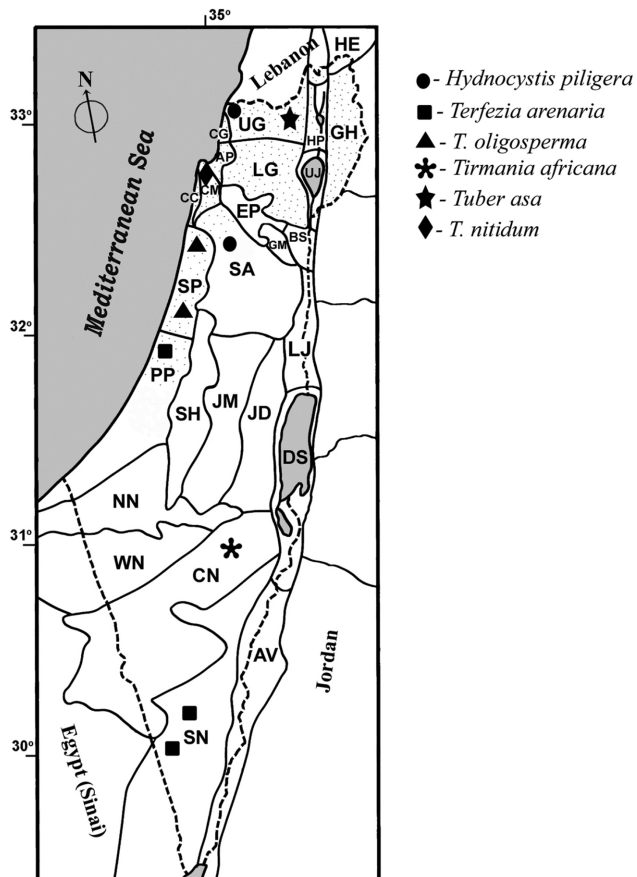 35°
HE
Lebanon
N
33°
CG
UG
HP
GH
AP
LG
UJ
CM
CC
EP
BS
GM
SA
SP
Mediterranean Sea
32°
LJ
PP
SH
JM
JD
DS
NN
31°
WN
CN
AV
Jordan
SN
30°
Egypt (Sinai)
- Hydnocystis piligera
- Terfezia arenaria
- T. oligosperma
- Tirmania africana
- Tuber asa
- T. nitidum